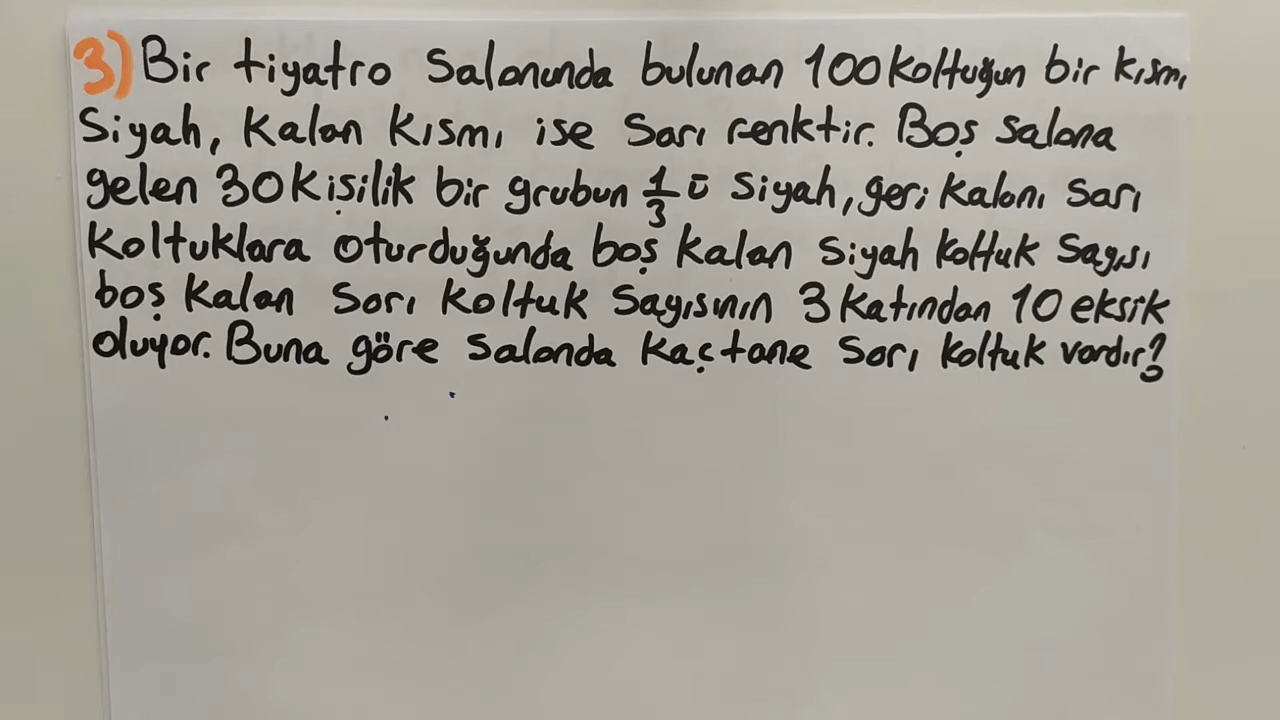 3) Bir tiyatro Salonunda bulunan 100 koltuğun bir kısmı
Siyah, Kalan Kısmı ise Sarı renktir. Boş salona
gelen 30 Kişilik bir grubun 1/3 ü Siyah, geri kalanı Sarı
Koltuklara oturduğunda boş kalan Siyah koltuk Sayısı
boş Kalan Sarı koltuk Sayısının 3 katından 10 eksik
oluyor. Buna göre Salonda Kaç tane Sarı koltuk vardır?